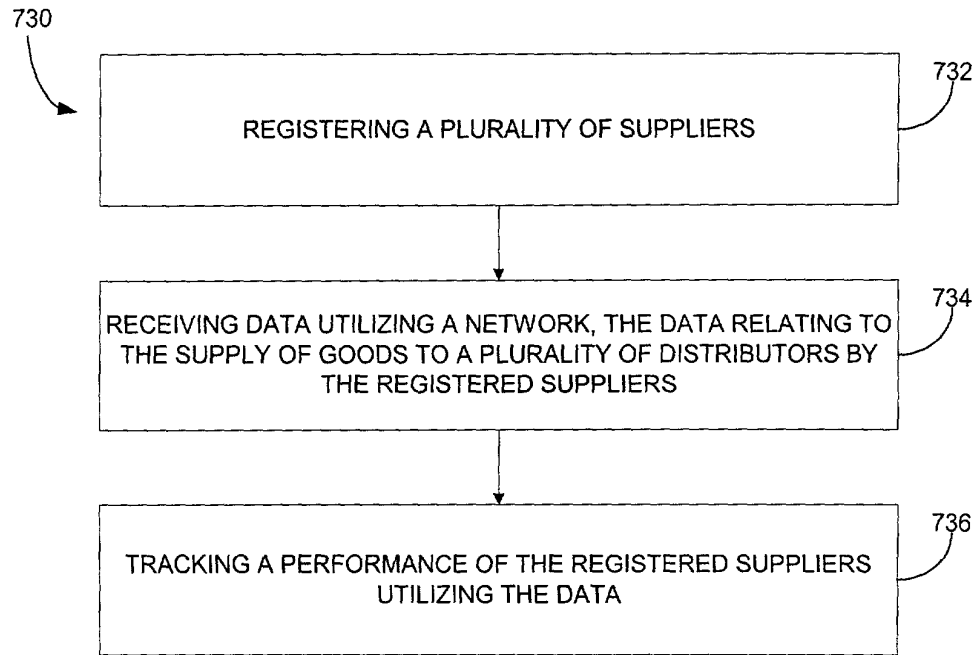 730
732
REGISTERING A PLURALITY OF SUPPLIERS
734
RECEIVING DATA UTILIZING A NETWORK, THE DATA RELATING TO
THE SUPPLY OF GOODS TO A PLURALITY OF DISTRIBUTORS BY
THE REGISTERED SUPPLIERS
736
TRACKING A PERFORMANCE OF THE REGISTERED SUPPLIERS
UTILIZING THE DATA